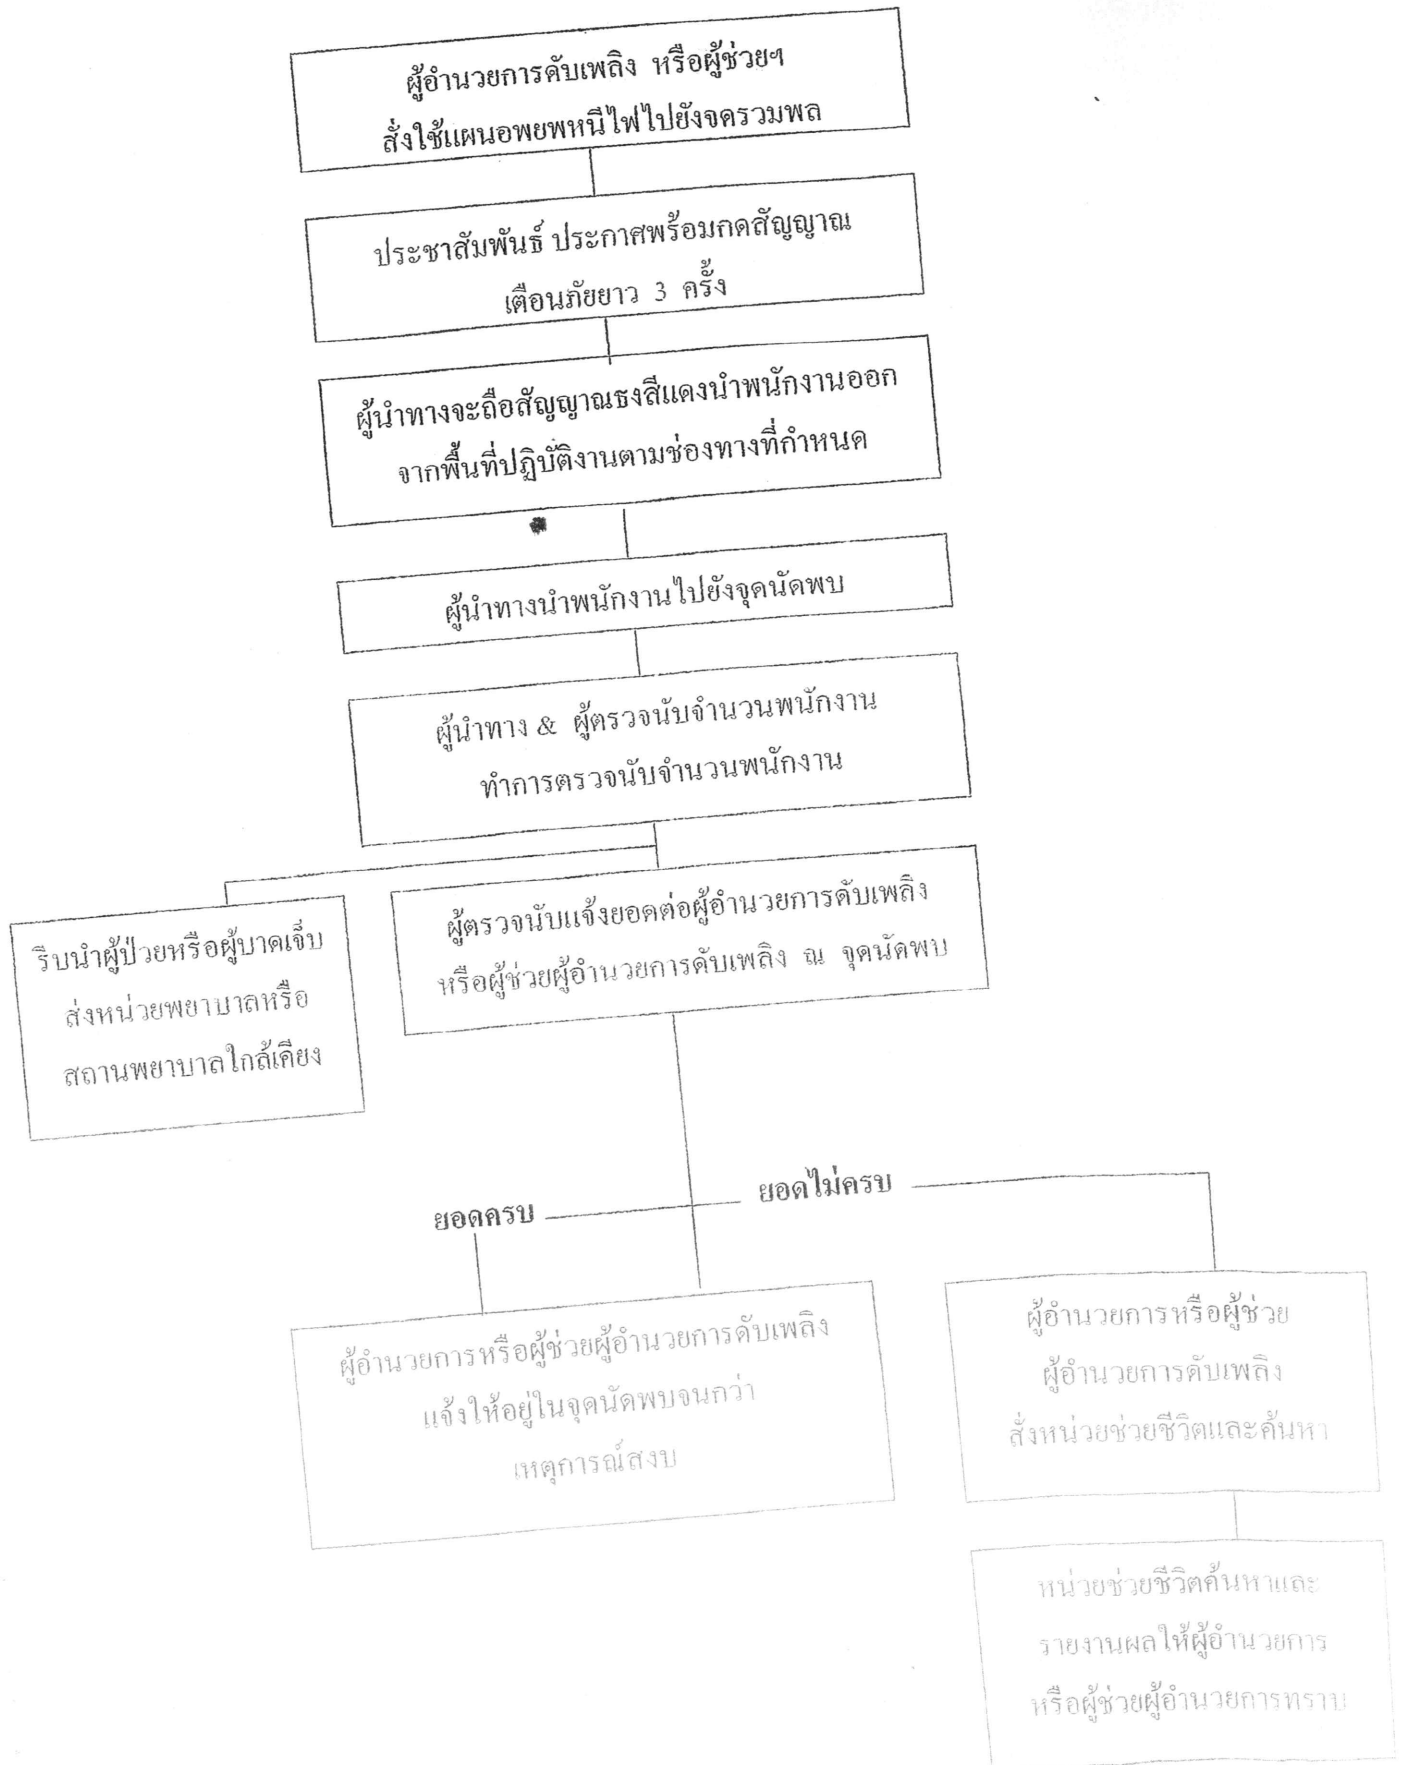 ผู้อำนวยการดับเพลิง หรือผู้ช่วยฯ
สั่งใช้แผนอพยพหนีไฟไปยังจครวมพล
ประชาสัมพันธ์ ประกาศพร้อมกดสัญญาณ
เตือนภัยยาว 3 ครั้ง
ผู้นำทางจะถือสัญญาณธงสีแดงนำพนักงานออก
จากพื้นที่ปฏิบัติงานตามช่องทางที่กำหนด
ผู้นำทางนำพนักงานไปยังจุดนัดพบ
ผู้นำทาง & ผู้ตรวจนับจำนวนพนักงาน
ทำการตรวจนับจำนวนพนักงาน
รีบนำผู้ป่วยหรือผู้บาดเจ็บ
ส่งหน่วยพยาบาลหรือ
สถานพยาบาลใกล้เคียง
ผู้ตรวจนับแจ้งยอดต่อผู้อำนวยการดับเพลิง
หรือผู้ช่วยผู้อำนวยการดับเพลิง ณ จุดนัดพบ
ยอดครบ
ยอดไม่ครบ
ผู้อำนวยการหรือผู้ช่วยผู้อำนวยการดับเพลิง
แจ้งให้อยู่ในจุดนัดพบจนกว่า
เหตุการณ์สงบ
ผู้อำนวยการหรือผู้ช่วย
ผู้อำนวยการดับเพลิง
สั่งหน่วยช่วยชีวิตและค้นหา
หน่วยช่วยชีวิตค้นหาและ
รายงานผลให้ผู้อำนวยการ
หรือผู้ช่วยผู้อำนวยการทราบ